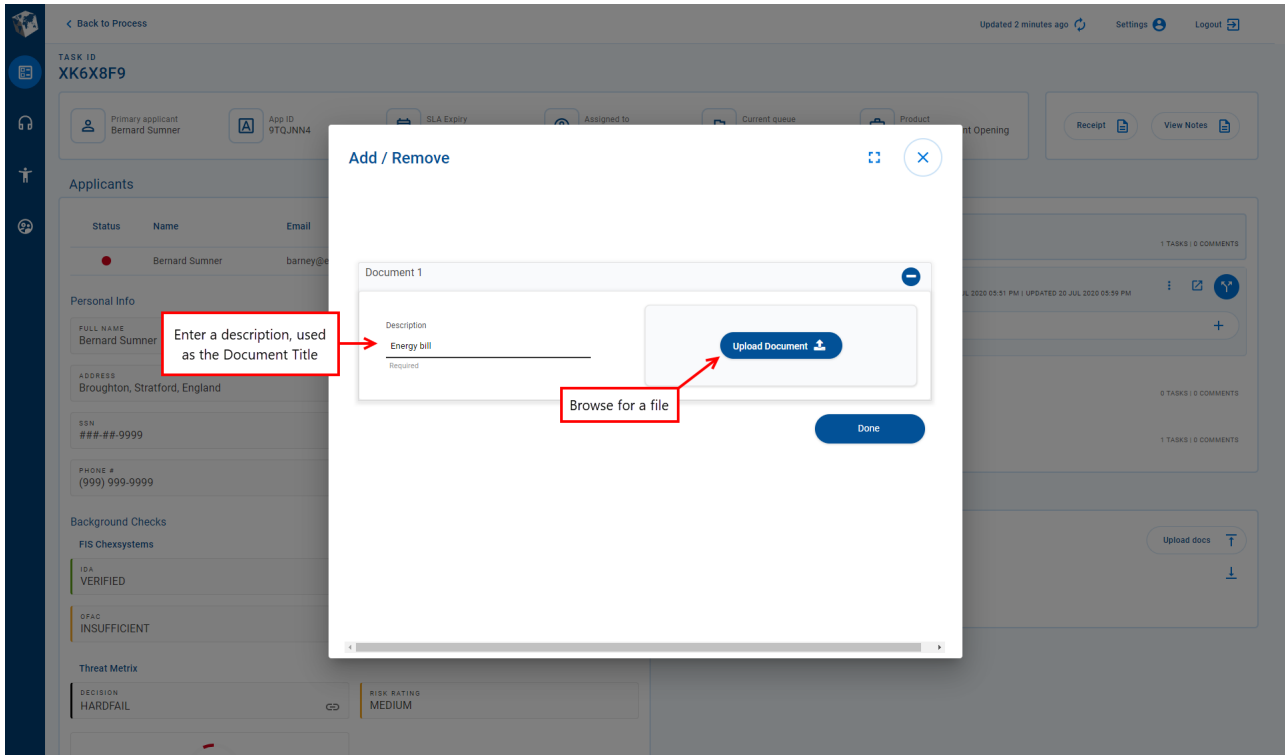 Back to Process
Updated 2 minutes ago
Settings
Logout
TASK ID
XK6X8F9
Primary applicant
Bernard Sumner
App ID
9TQJNN4
SLA Expiry
Assigned to
Current queue
Product
nt Opening
Receipt
View Notes
Add / Remove
Applicants
Status Name Email
Bernard Sumner barney@e
1 TASKS | 0 COMMENTS
JL 2020 05:51 PM | UPDATED 20 JUL 2020 05:59 PM
0 TASKS | 0 COMMENTS
1 TASKS | 0 COMMENTS
Document 1
Description
Energy bill
Required
Upload Document
Enter a description, used
as the Document Title
Browse for a file
Done
Personal Info
FULL NAME
Bernard Sumner
ADDRESS
Broughton, Stratford, England
SSN
###-##-9999
PHONE #
(999) 999-9999
Background Checks
FIS Chexsystems
IDA
VERIFIED
OFAC
INSUFFICIENT
Upload docs
Threat Metrix
DECISION
HARDFAIL
RISK RATING
MEDIUM